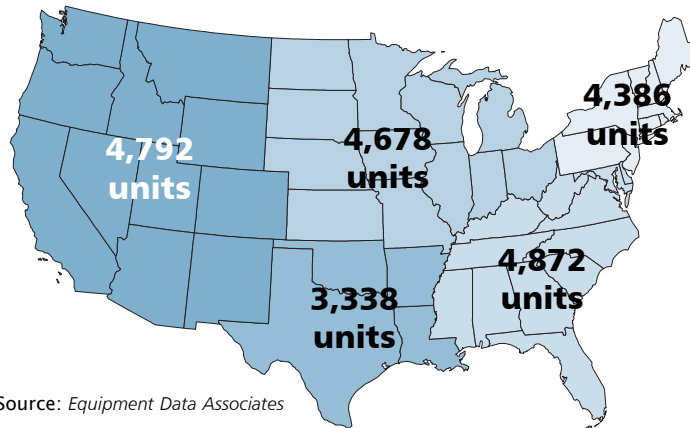 4,386
units
4,792
units
4,678
units
4,872
units
3,338
units
Source: Equipment Data Associates